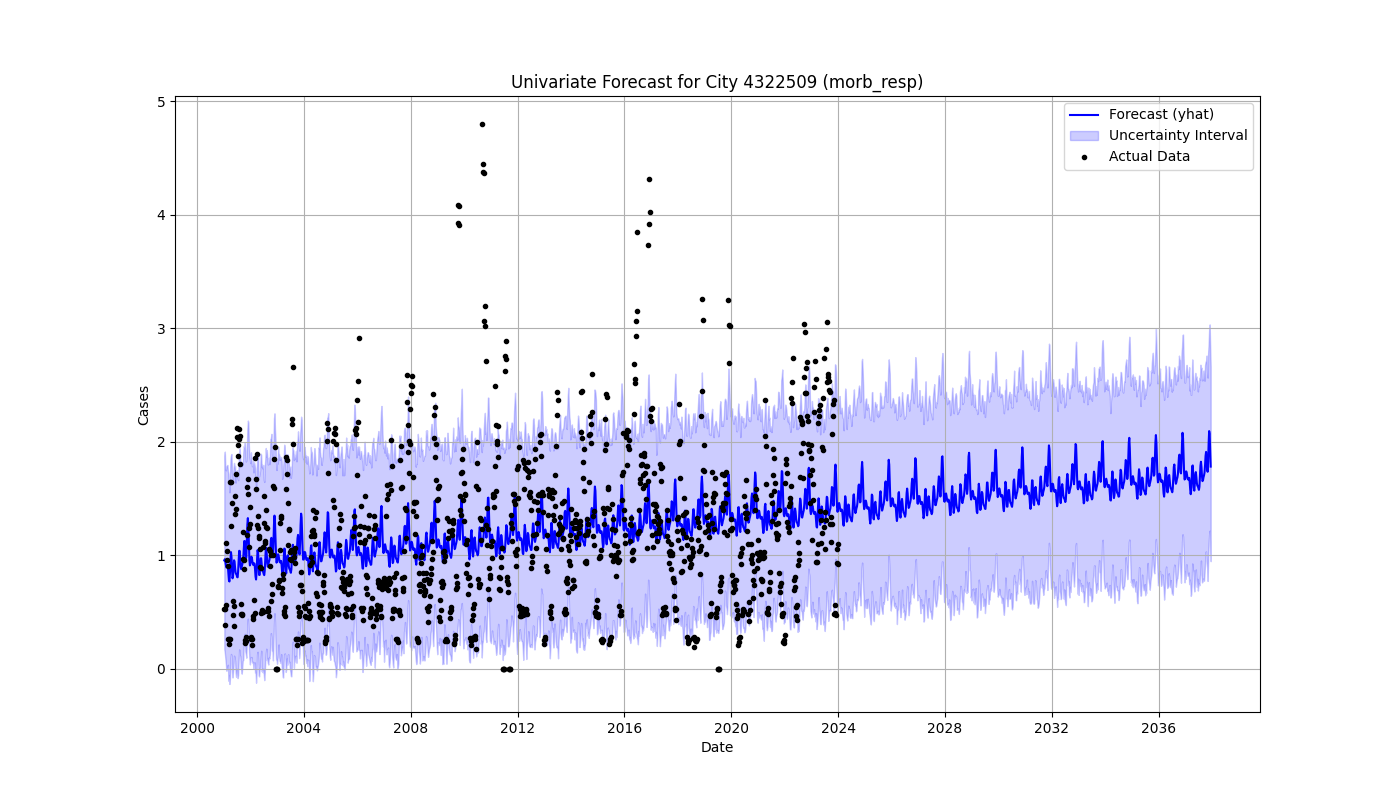 Univariate Forecast for City 4322509 (morb_resp)
Forecast (yhat)
Uncertainty Interval
Actual Data
5
4
3
2
1
0
Cases
2000 2004 2008 2012 2016 2020 2024 2028 2032 2036
Date